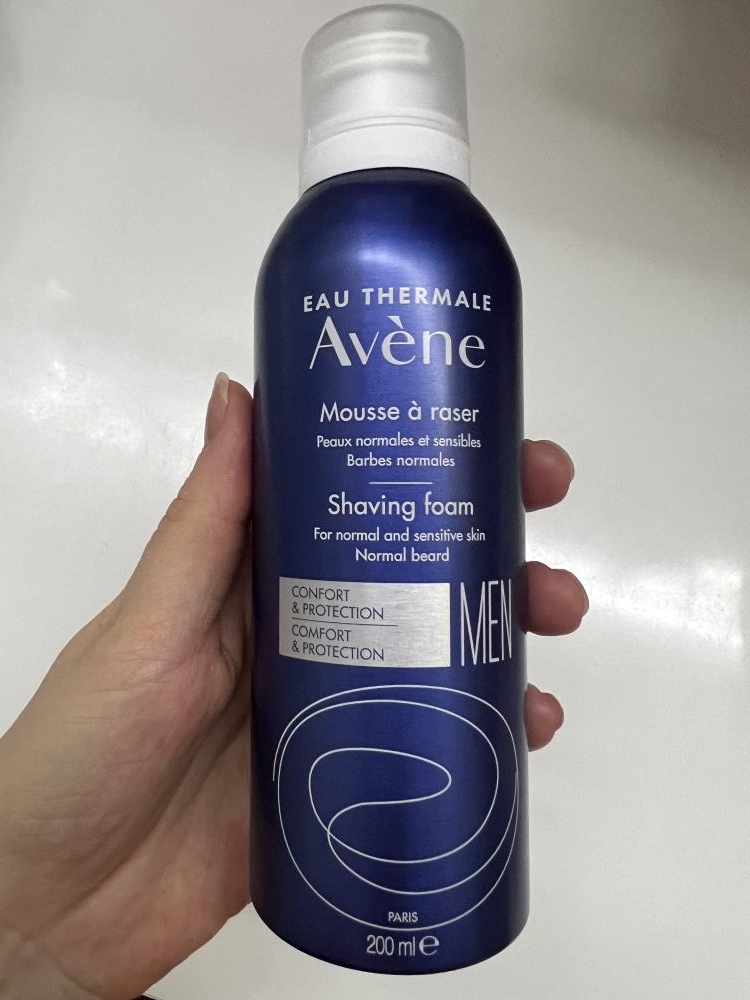 EAU THERMALE
Avène
Mousse à raser
Peaux normales et sensibles
Barbes normales
Shaving foam
For normal and sensitive skin
Normal beard
CONFORT
& PROTECTION
COMFORT
& PROTECTION
MEN
PARIS
200 ml ℮